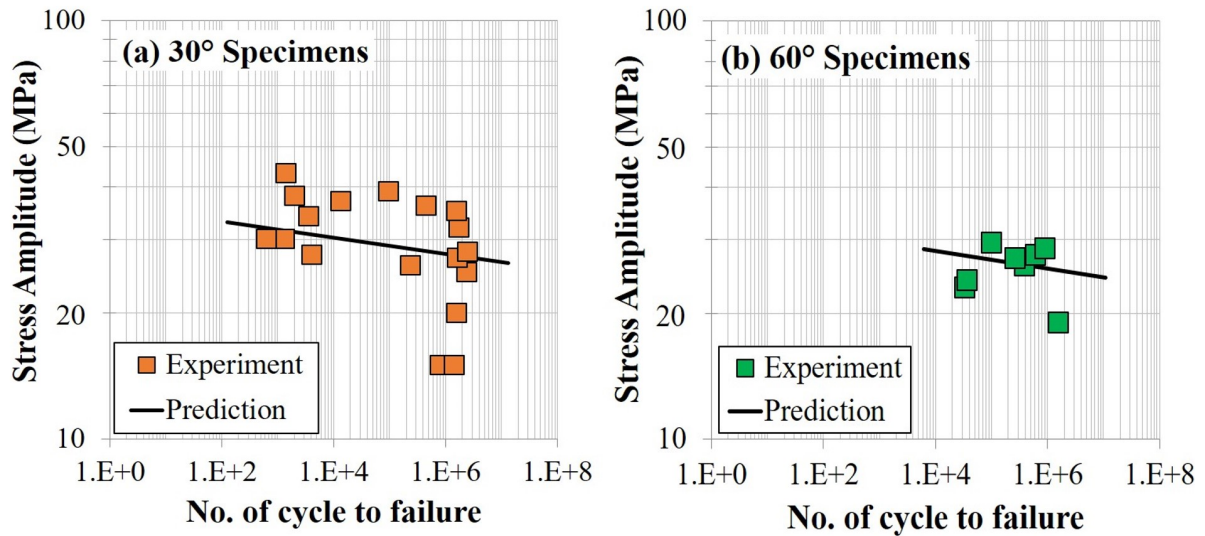 (a) 30° Specimens
Stress Amplitude (MPa)
100
50
20
10
Experiment
Prediction
1.E+0 1.E+2 1.E+4 1.E+6 1.E+8
No. of cycle to failure
(b) 60° Specimens
Stress Amplitude (MPa)
100
50
20
10
Experiment
Prediction
1.E+0 1.E+2 1.E+4 1.E+6 1.E+8
No. of cycle to failure